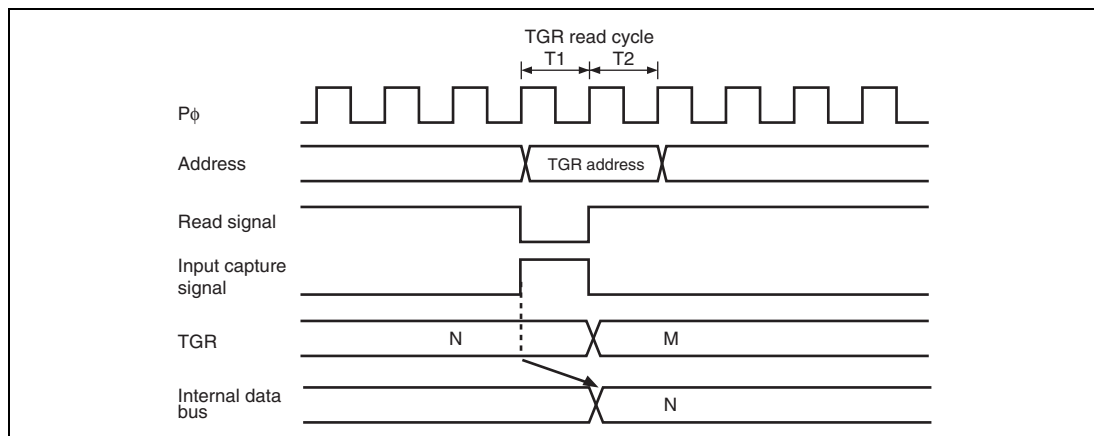 TGR read cycle
T1 T2
Pϕ
Address
TGR address
Read signal
Input capture
signal
TGR
N M
Internal data
bus
N